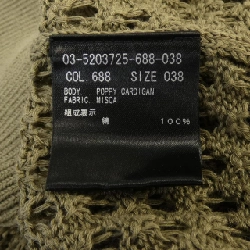 03-5203725-688-038
COL. 688 SIZE 038
BODY. POPPY CARDIGAN
FABRIC. MISCA
組成表示
綿 100%